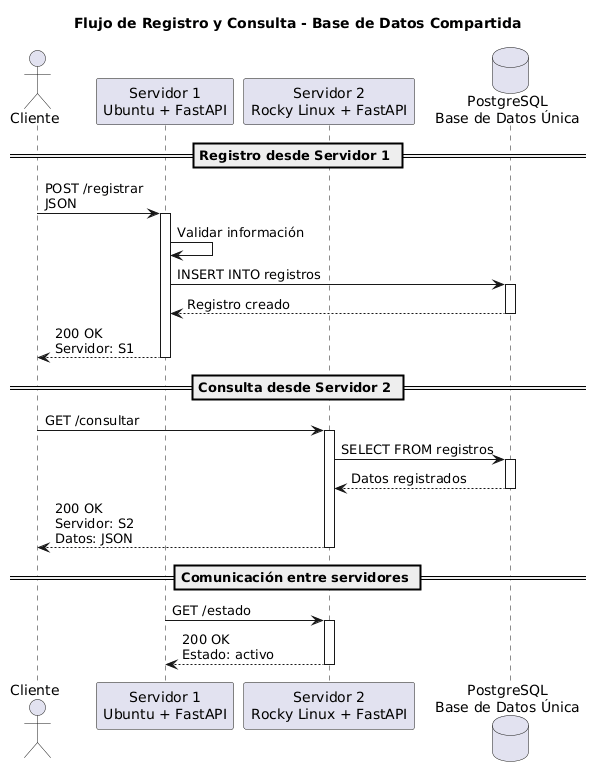 Flujo de Registro y Consulta - Base de Datos Compartida
Cliente
Servidor 1
Ubuntu + FastAPI
Servidor 2
Rocky Linux + FastAPI
PostgreSQL
Base de Datos Única
Registro desde Servidor 1
POST /registrar
JSON
Validar información
INSERT INTO registros
Registro creado
200 OK
Servidor: S1
Consulta desde Servidor 2
GET /consultar
SELECT FROM registros
Datos registrados
200 OK
Servidor: S2
Datos: JSON
Comunicación entre servidores
GET /estado
200 OK
Estado: activo
Cliente
Servidor 1
Ubuntu + FastAPI
Servidor 2
Rocky Linux + FastAPI
PostgreSQL
Base de Datos Única